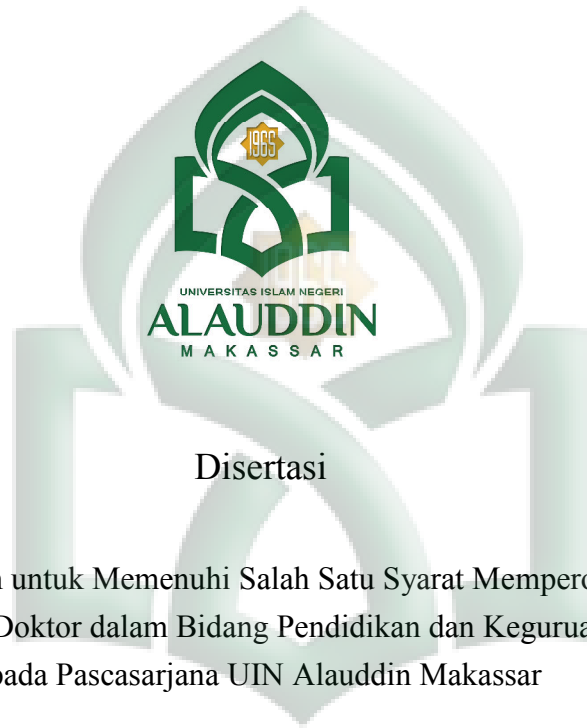 1965
UNIVERSITAS ISLAM NEGERI
ALAUDDIN
MAKASSAR
Disertasi
untuk Memenuhi Salah Satu Syarat
Doktor dalam Bidang Pendidikan dan
pada Pascasarjana UIN Alauddin Makassar